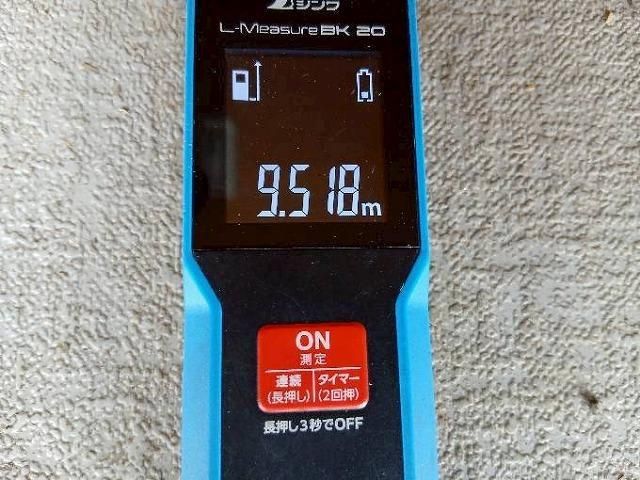 シンワ
L-Measure BK 20
9.518m
ON
測定
連続 タイマー
(長押し) (2回押)
長押し3秒でOFF